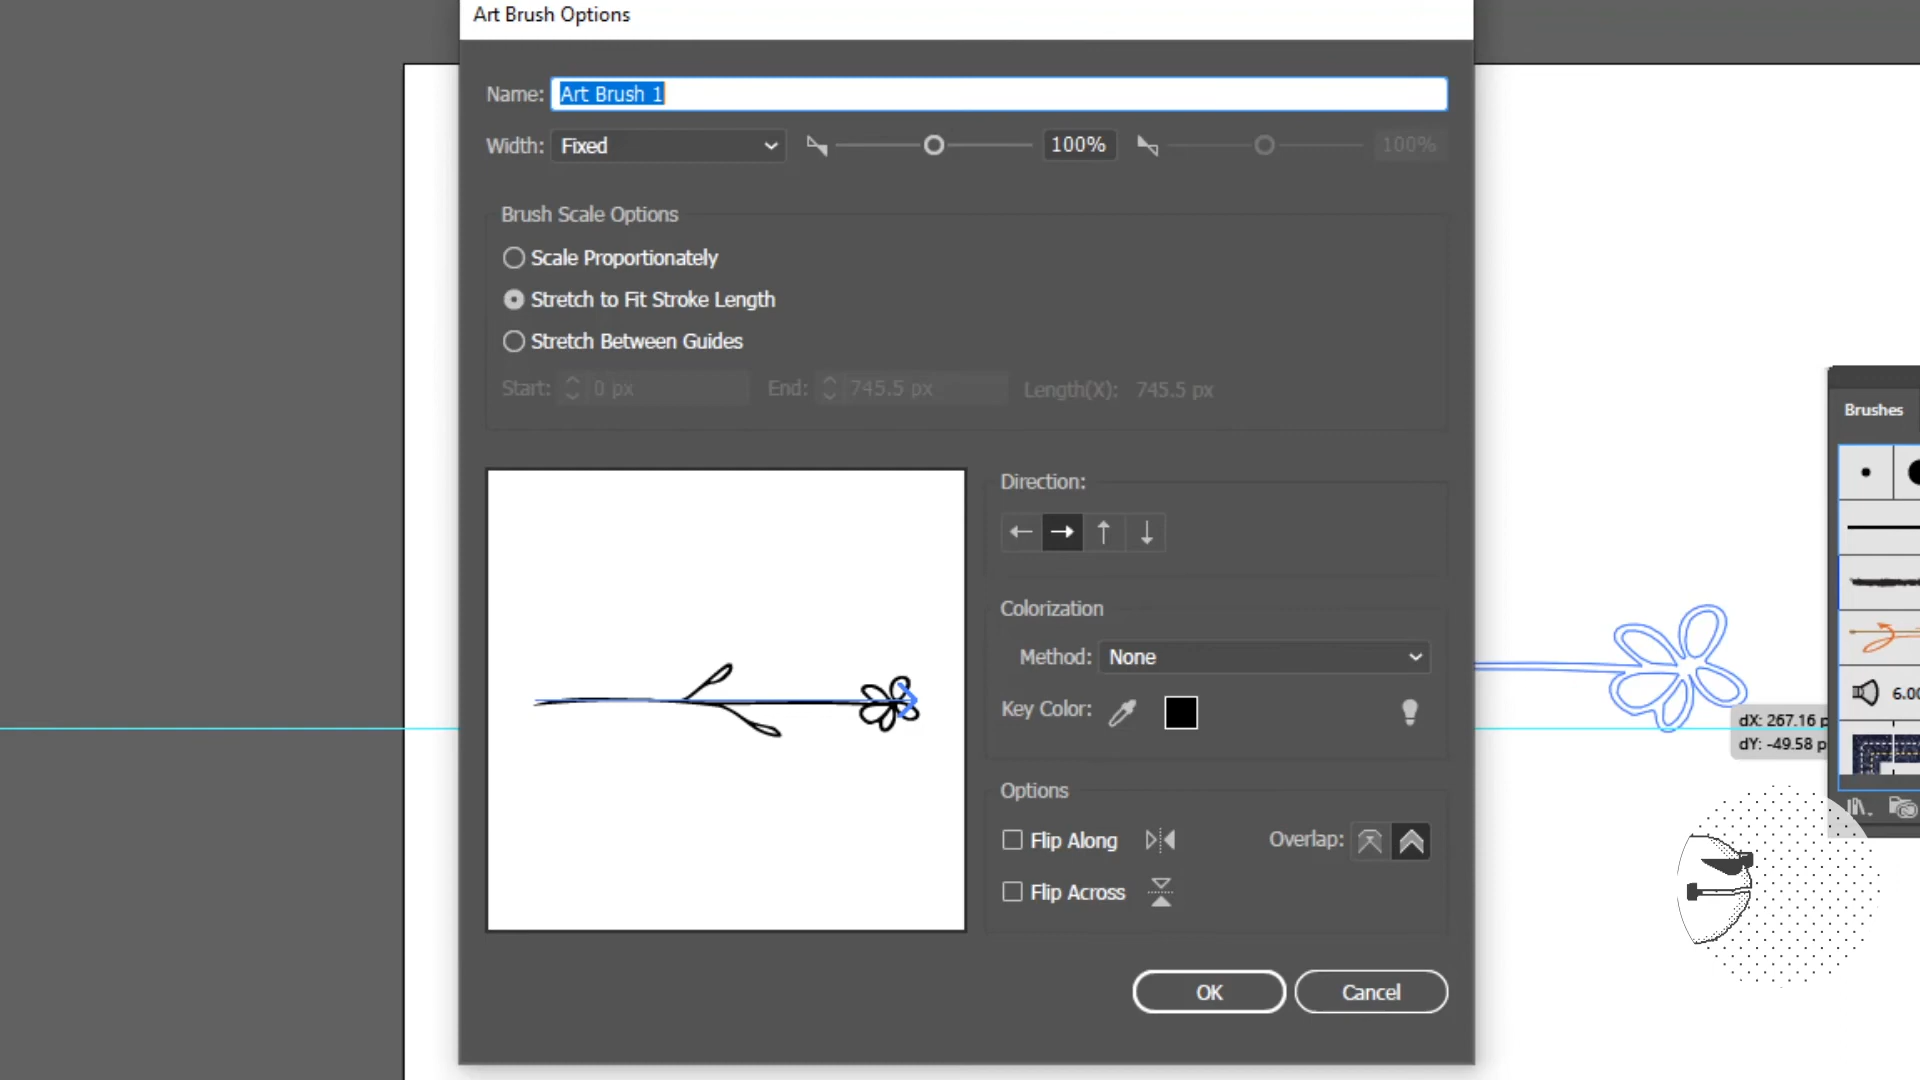 Art Brush Options
Name: Art Brush 1
Width: Fixed 100% 100%
Brush Scale Options
Scale Proportionately
Stretch to Fit Stroke Length
Stretch Between Guides
Start: 0 px End: 745.5 px Length(X): 745.5 px
Brushes
Direction:
Colorization
Method: None
Key Color:
6.00
dX: 267.16 p
dY: -49.58 p
Options
Flip Along Overlap:
Flip Across
OK Cancel